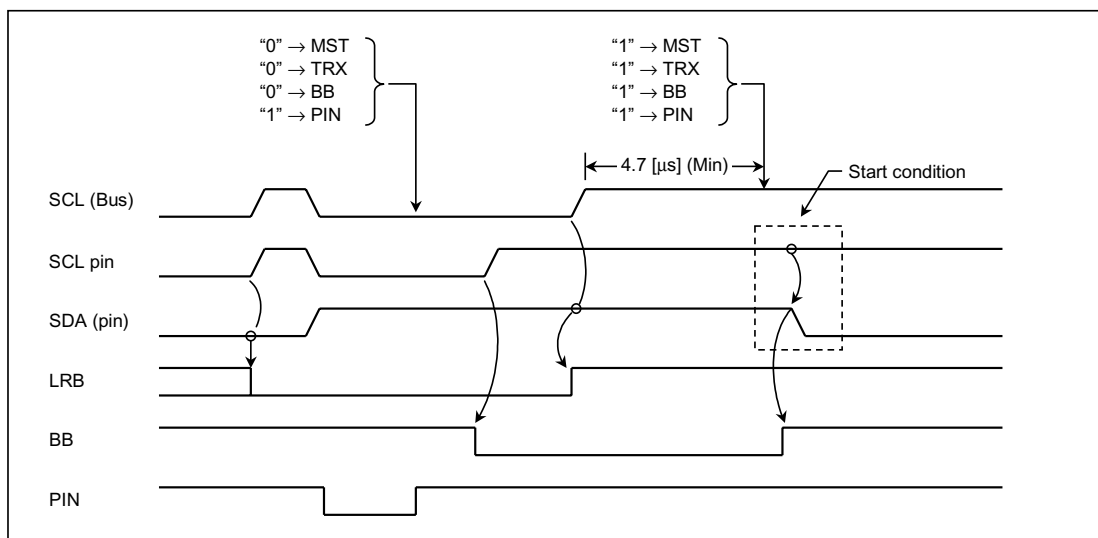 “0” → MST
“0” → TRX
“0” → BB
“1” → PIN
“1” → MST
“1” → TRX
“1” → BB
“1” → PIN
4.7 [μs] (Min)
Start condition
SCL (Bus)
SCL pin
SDA (pin)
LRB
BB
PIN